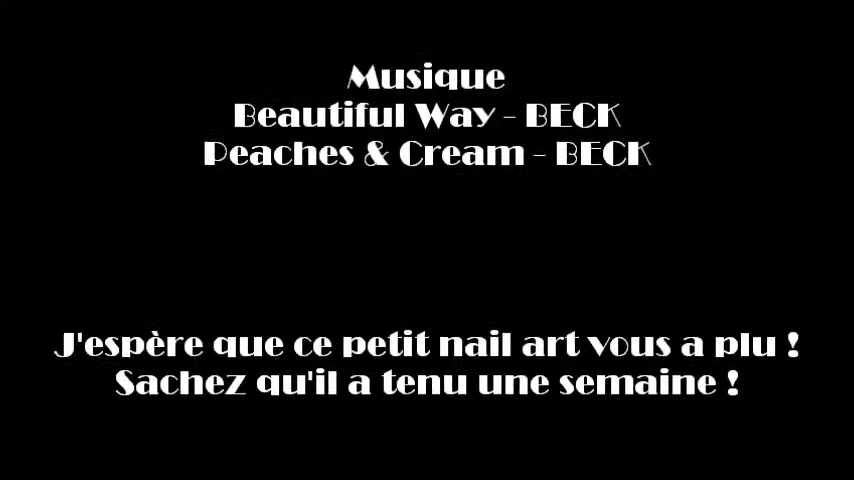 Musique
Beautiful Way - BECK
Peaches & Cream - BECK
J'espère que ce petit nail art vous a plu !
Sachez qu'il a tenu une semaine !